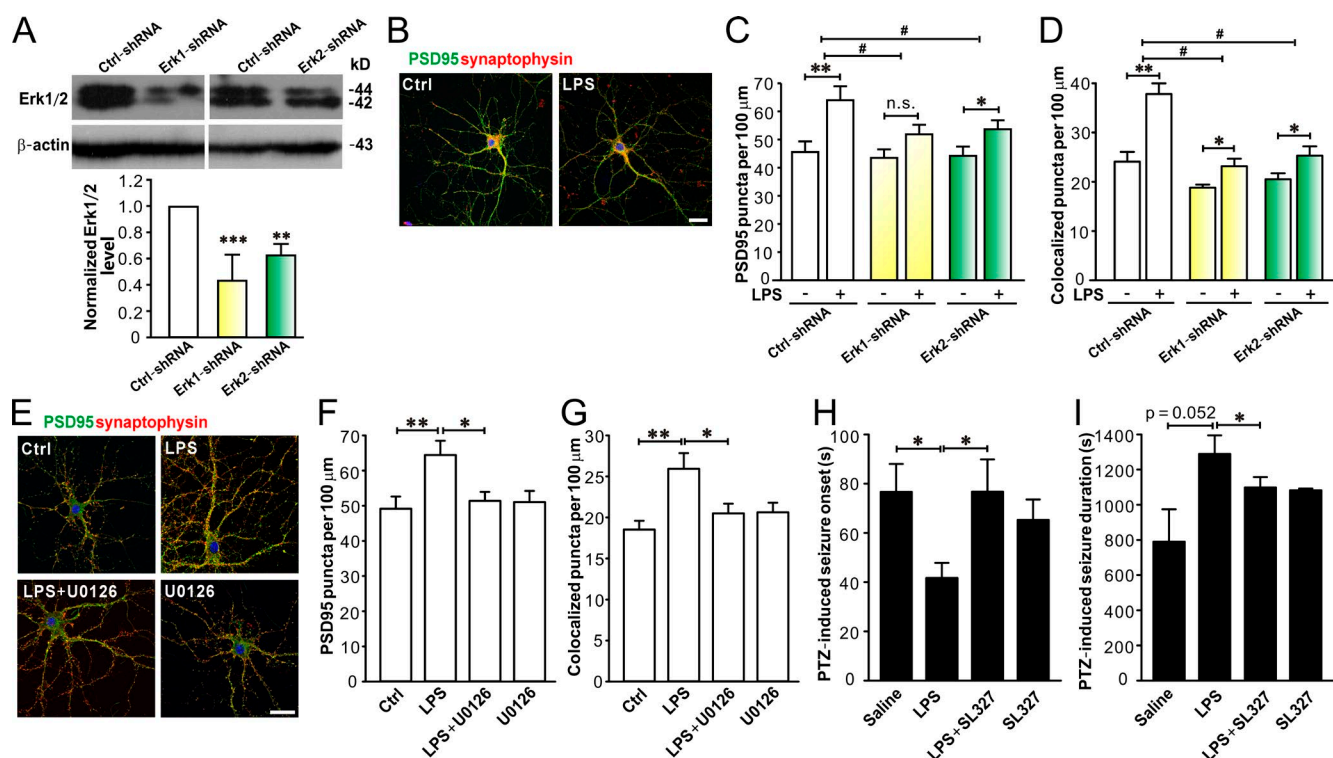 A
Ctrl-shRNA
Erk1-shRNA
Ctrl-shRNA
Erk2-shRNA
kD
Erk1/2
-44
-42
β-actin
-43
Normalized Erk1/2
level
1.2
1.0
0.8
0.6
0.4
0.2
0
***
**
Ctrl-shRNA
Erk1-shRNA
Erk2-shRNA
B
PSD95 synaptophysin
Ctrl
LPS
C
PSD95 puncta per 100 μm
70
60
50
40
30
20
10
0
**
n.s.
*
#
#
LPS - + - + - +
Ctrl-shRNA
Erk1-shRNA
Erk2-shRNA
D
Colocalized puncta per 100 μm
40
30
20
10
0
**
*
*
#
#
LPS - + - + - +
Ctrl-shRNA
Erk1-shRNA
Erk2-shRNA
E
PSD95 synaptophysin
Ctrl
LPS
LPS+U0126
U0126
F
PSD95 puncta per 100 μm
70
60
50
40
30
20
10
0
**
*
Ctrl
LPS
LPS+U0126
U0126
G
Colocalized puncta per 100 μm
30
25
20
15
10
5
0
**
*
Ctrl
LPS
LPS+U0126
U0126
H
PTZ-induced seizure onset (s)
100
80
60
40
80
60
0
*
*
Saline
LPS
LPS+SL327
SL327
I
PTZ-induced seizure duration (s)
1400
1200
1000
800
600
400
200
0
p = 0.052
*
Saline
LPS
LPS+SL327
SL327